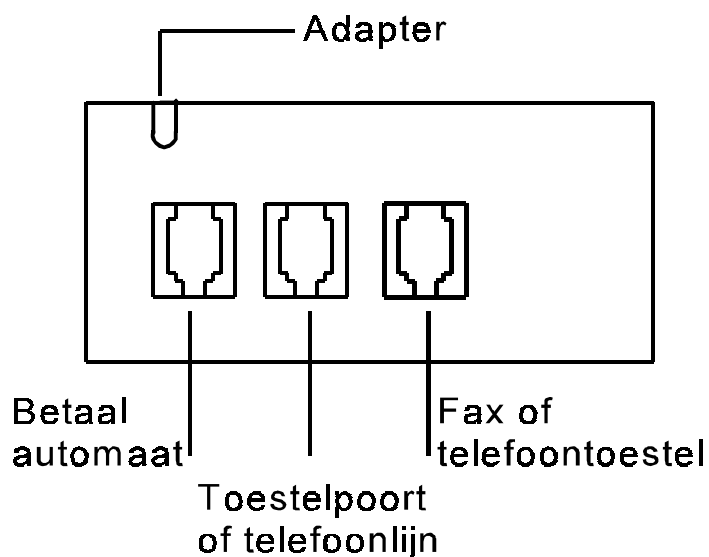 Adapter
Betaal
automaat
Toestelpoort
of telefoonlijn
Fax of
telefoontoestel